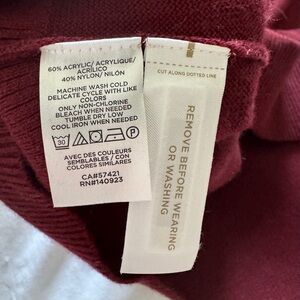 60% ACRYLIC/ ACRYLIQUE/
ACRÍLICO
40% NYLON/ NILÓN
MACHINE WASH COLD
DELICATE CYCLE WITH LIKE
COLORS
ONLY NON-CHLORINE
BLEACH WHEN NEEDED
TUMBLE DRY LOW
COOL IRON WHEN NEEDED
30
P
AVEC DES COULEURS
SEMBLABLES / CON
COLORES SIMILARES
CA#57421
RN#140923
CUT ALONG DOTTED LINE
REMOVE BEFORE WEARING
OR WASHING